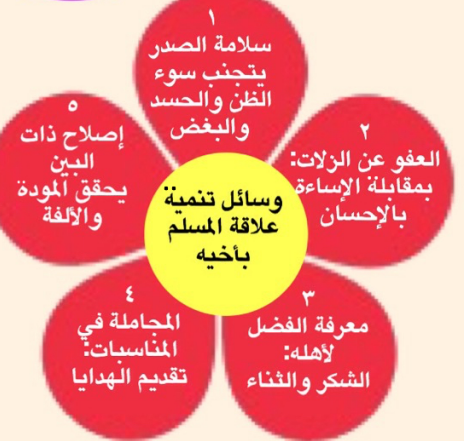 وسائل تنمية
علاقة المسلم
بأخيه
١
سلامة الصدر
يتجنب سوء
الظن والحسد
والبغض
٢
العفو عن الزلات:
بمقابلة الإساءة
بالإحسان
٣
معرفة الفضل
لأهله:
الشكر والثناء
٤
المجاملة في
المناسبات:
تقديم الهدايا
٥
إصلاح ذات
البين
يحقق المودة
والألفة